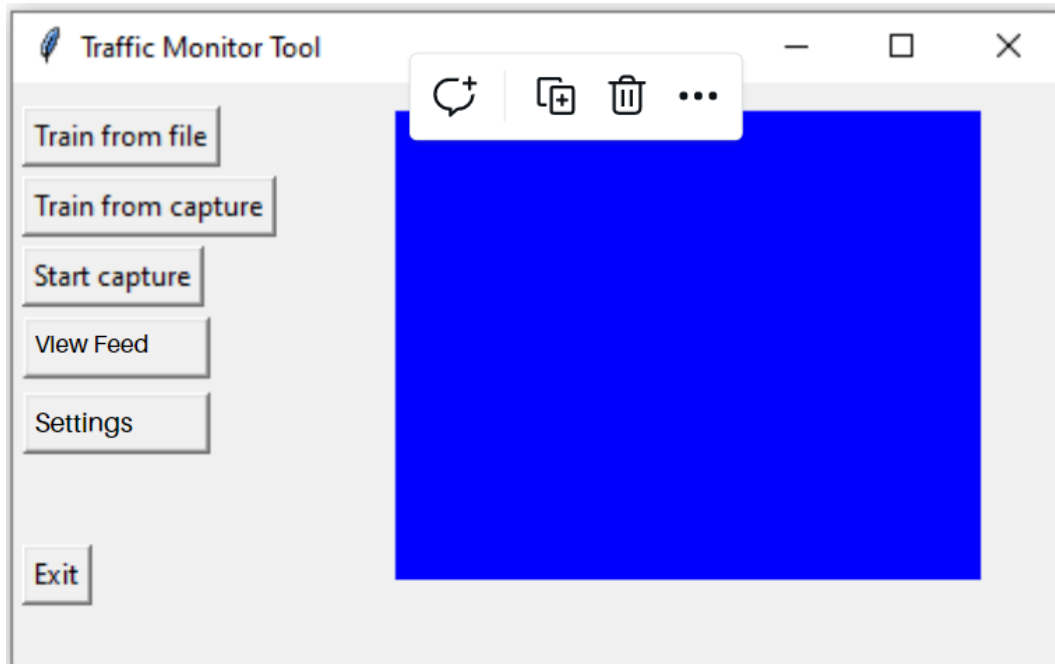 Traffic Monitor Tool
Train from file
Train from capture
Start capture
VIew Feed
Settings
Exit